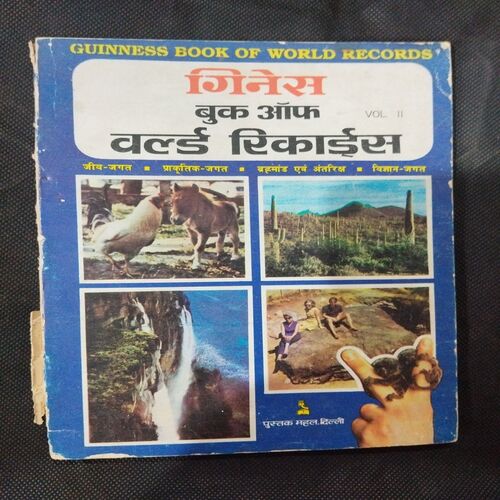 GUINNESS BOOK OF WORLD RECORDS
गिनेस
बुक ऑफ
VOL. II
वर्ल्ड रिकार्ड्स
जीव-जगत ▪ प्राकृतिक-जगत ▪ ब्रह्मांड एवं अंतरिक्ष ▪ विज्ञान-जगत
पुस्तक महल, दिल्ली